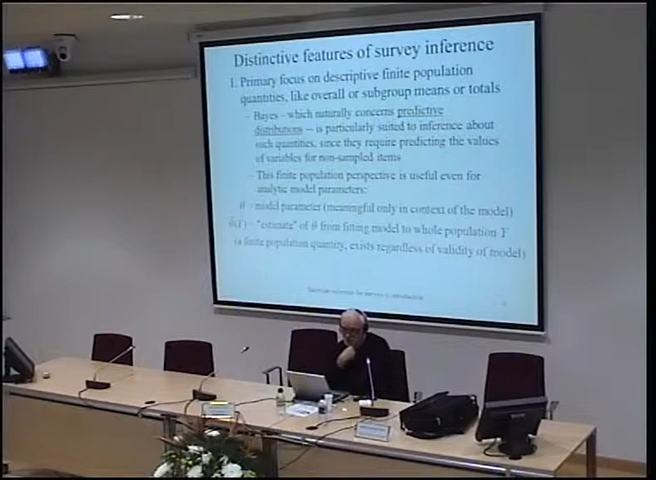 Distinctive features of survey inference
1. Primary focus on descriptive finite population
quantities, like overall or subgroup means or totals
– Bayes – which naturally concerns predictive
distributions – is particularly suited to inference about
such quantities, since they require predicting the values
of variables for non-sampled items
– This finite population perspective is useful even for
analytic model parameters:
θ = model parameter (meaningful only in context of the model)
= "estimate" of θ from fitting model to whole population Y
(a finite population quantity, exists regardless of validity of model)